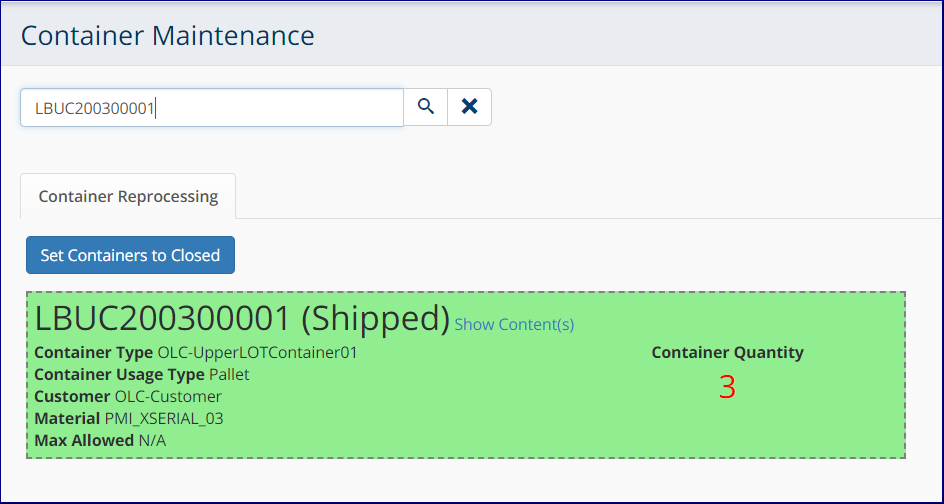 Container Maintenance
LBUC200300001
Container Reprocessing
Set Containers to Closed
LBUC200300001 (Shipped) Show Content(s)
Container Type OLC-UpperLOTContainer01
Container Usage Type Pallet
Customer OLC-Customer
Material PMI_XSERIAL_03
Max Allowed N/A
Container Quantity
3